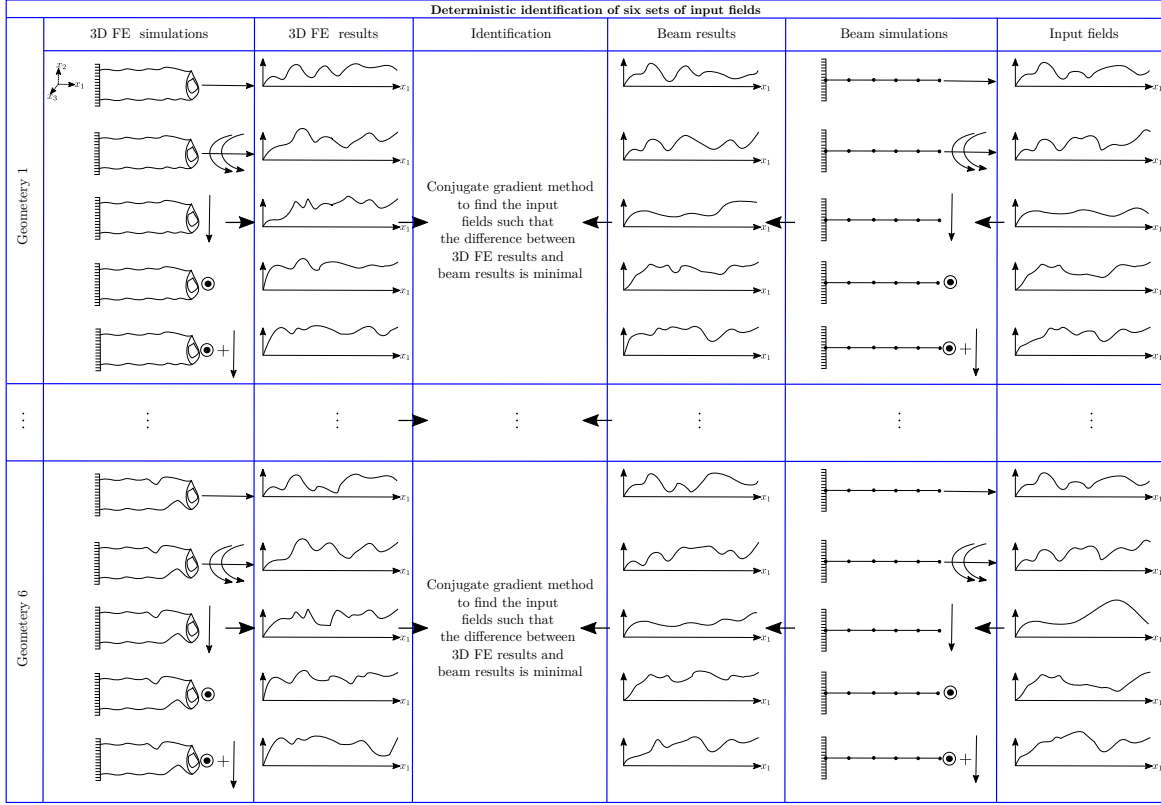 Deterministic identification of six sets of input fields
3D FE simulations
3D FE results
Identification
Beam results
Beam simulations
Input fields
Geometery 1
x2
x1
x3
x1
x1
x1
x1
x1
+
Conjugate gradient method
to find the input
fields such that
the difference between
3D FE results and
beam results is minimal
x1
x1
x1
x1
x1
+
x1
x1
x1
x1
x1
⋮
⋮
⋮
⋮
⋮
⋮
⋮
Geometery 6
x1
x1
x1
x1
x1
+
Conjugate gradient method
to find the input
fields such that
the difference between
3D FE results and
beam results is minimal
x1
x1
x1
x1
x1
+
x1
x1
x1
x1
x1